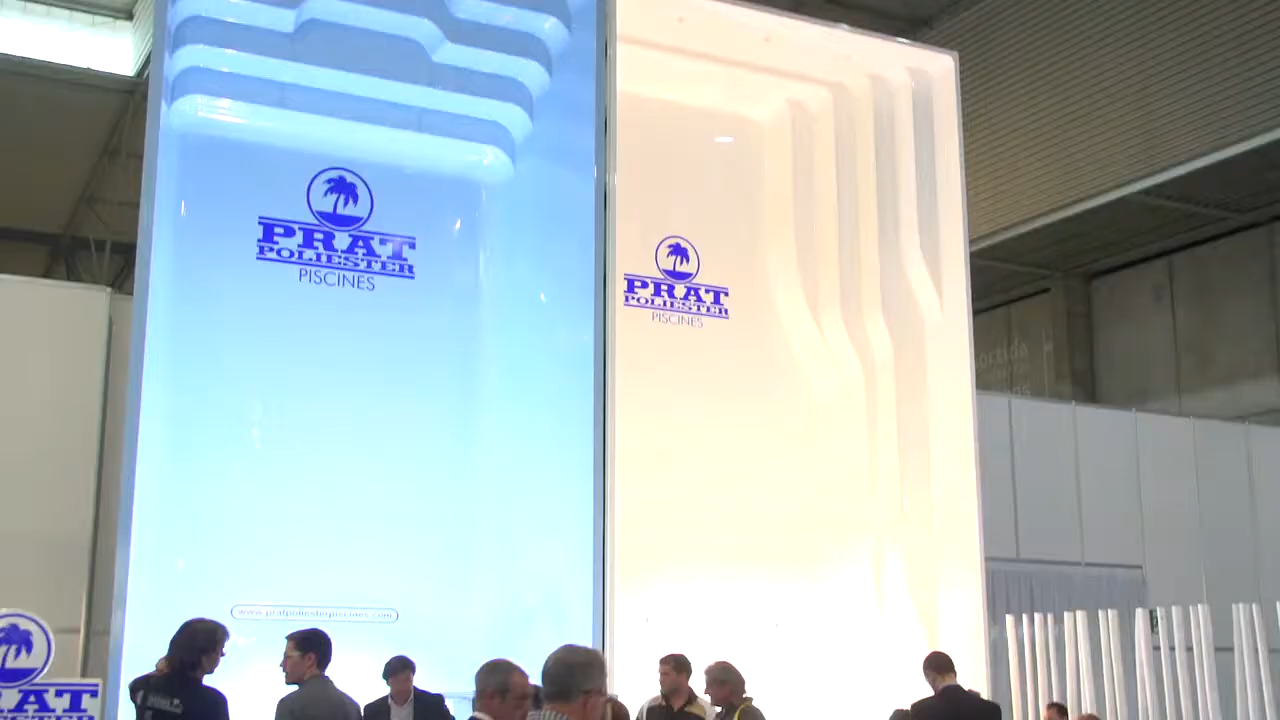 PRAT
POLIESTER
PISCINES
PRAT
POLIESTER
PISCINES
www.pratpoliesterpiscines.com
PRAT